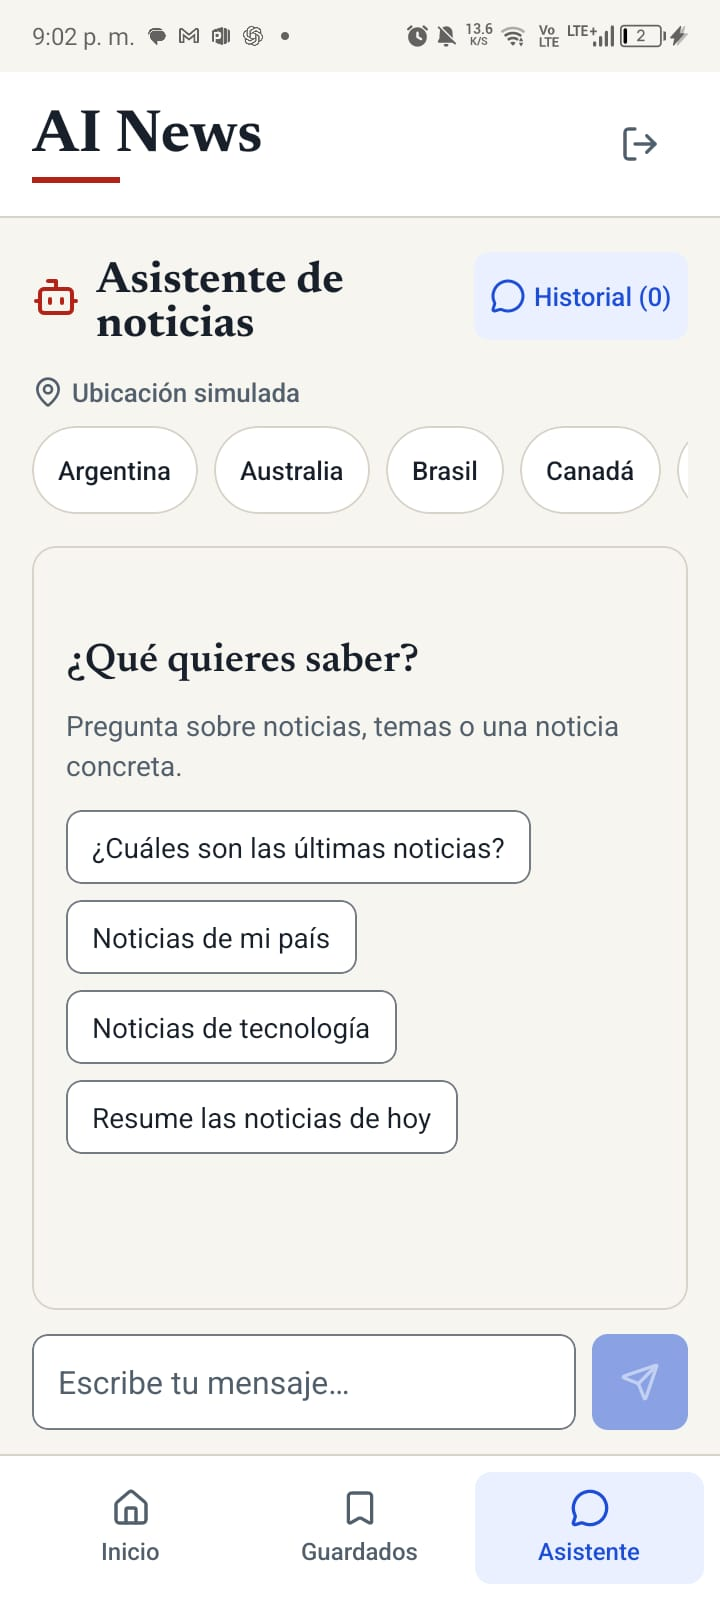 9:02 p. m.
13.6
K/S
Vo
LTE
LTE+
2
AI News
Asistente de
noticias
Historial (0)
Ubicación simulada
Argentina
Australia
Brasil
Canadá
¿Qué quieres saber?
Pregunta sobre noticias, temas o una noticia
concreta.
¿Cuáles son las últimas noticias?
Noticias de mi país
Noticias de tecnología
Resume las noticias de hoy
Escribe tu mensaje...
Inicio
Guardados
Asistente